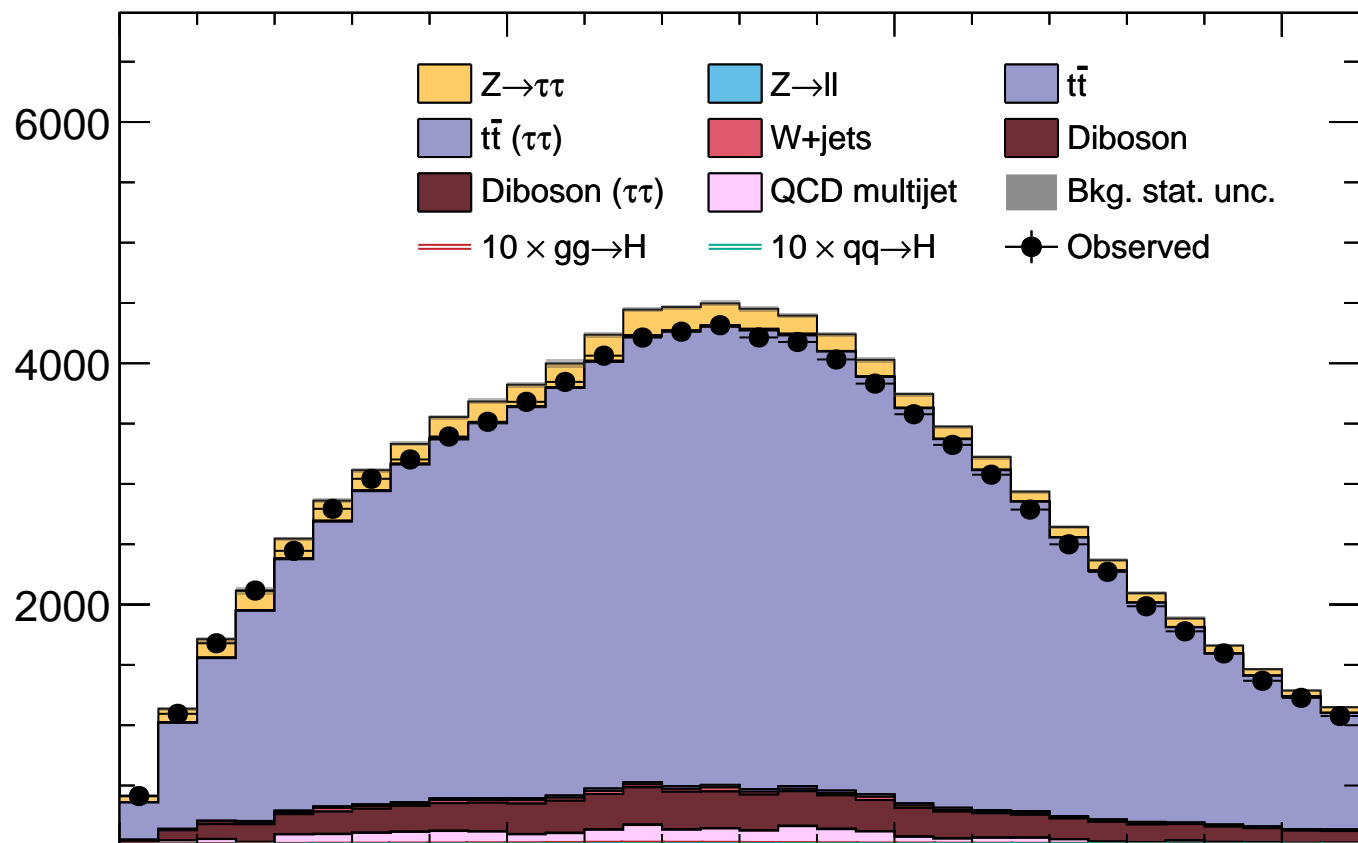 6000
4000
2000
Z→ττ Z→ll tt̄
tt̄ (ττ) W+jets Diboson
Diboson (ττ) QCD multijet Bkg. stat. unc.
10 × gg→H 10 × qq→H Observed